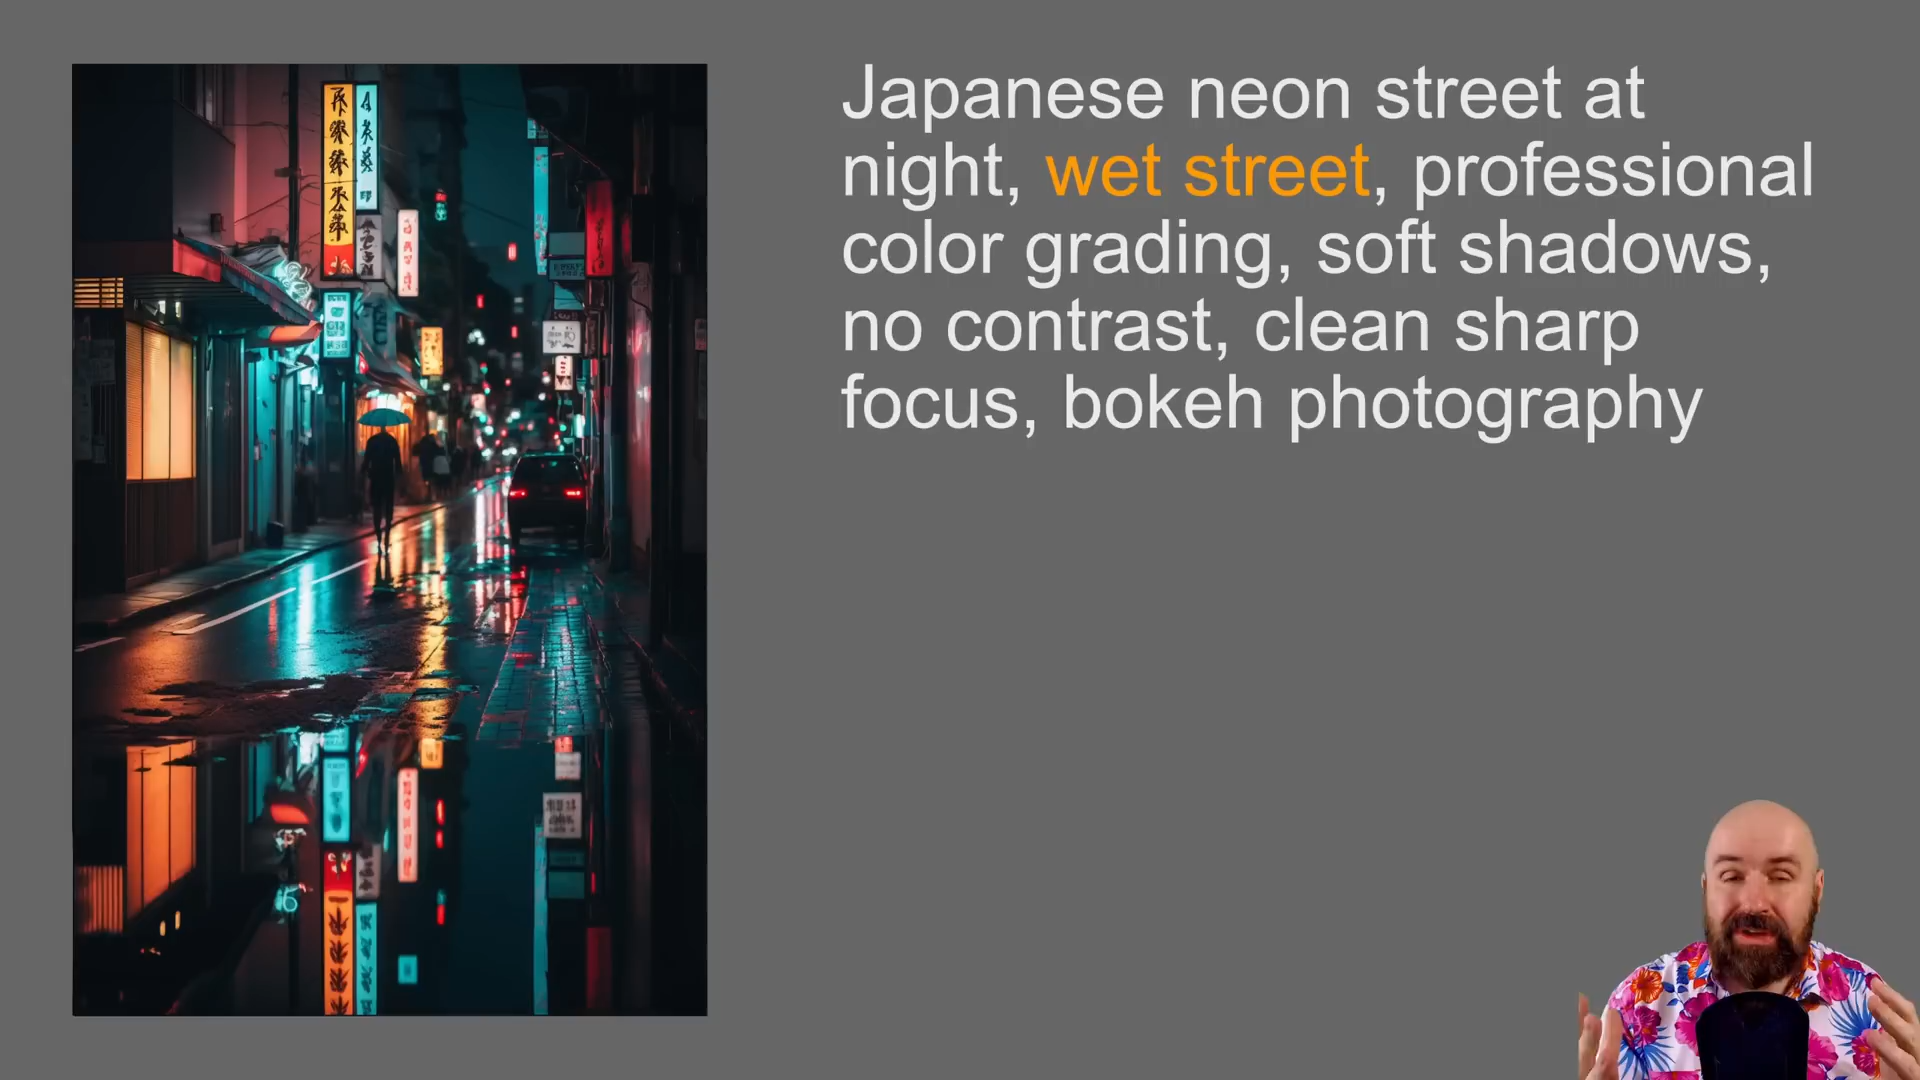 Japanese neon street at
night, wet street, professional
color grading, soft shadows,
no contrast, clean sharp
focus, bokeh photography